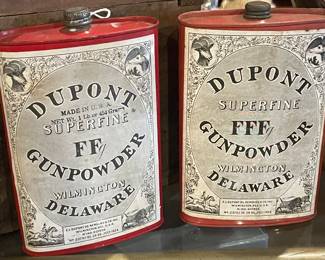 DUPONT
MADE IN U.S.A.
SUPERFINE
FFg
GUNPOWDER
WILMINGTON
DELAWARE
DUPONT
SUPERFINE
FFFg
GUNPOWDER
WILMINGTON
DELAWARE